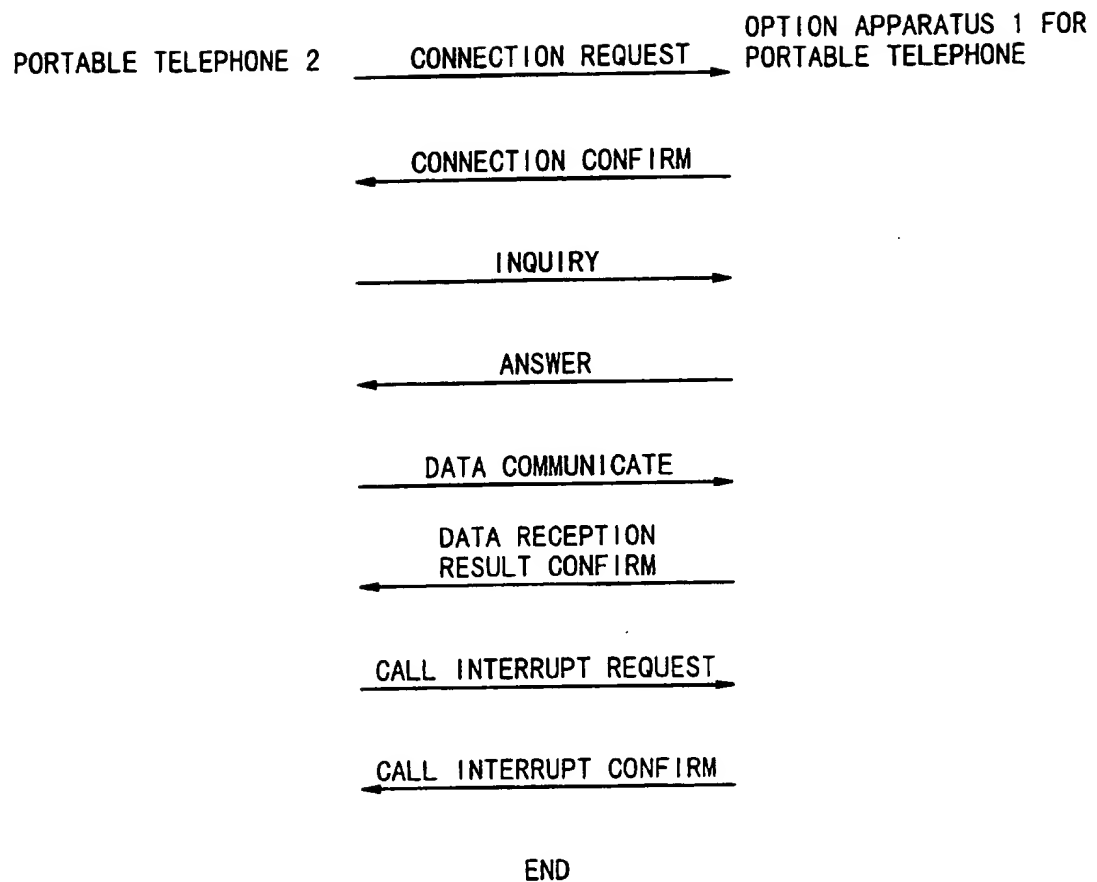 OPTION APPARATUS 1 FOR
PORTABLE TELEPHONE 2 CONNECTION REQUEST PORTABLE TELEPHONE
CONNECTION CONFIRM
INQUIRY
ANSWER
DATA COMMUNICATE
DATA RECEPTION
RESULT CONFIRM
CALL INTERRUPT REQUEST
CALL INTERRUPT CONFIRM
END